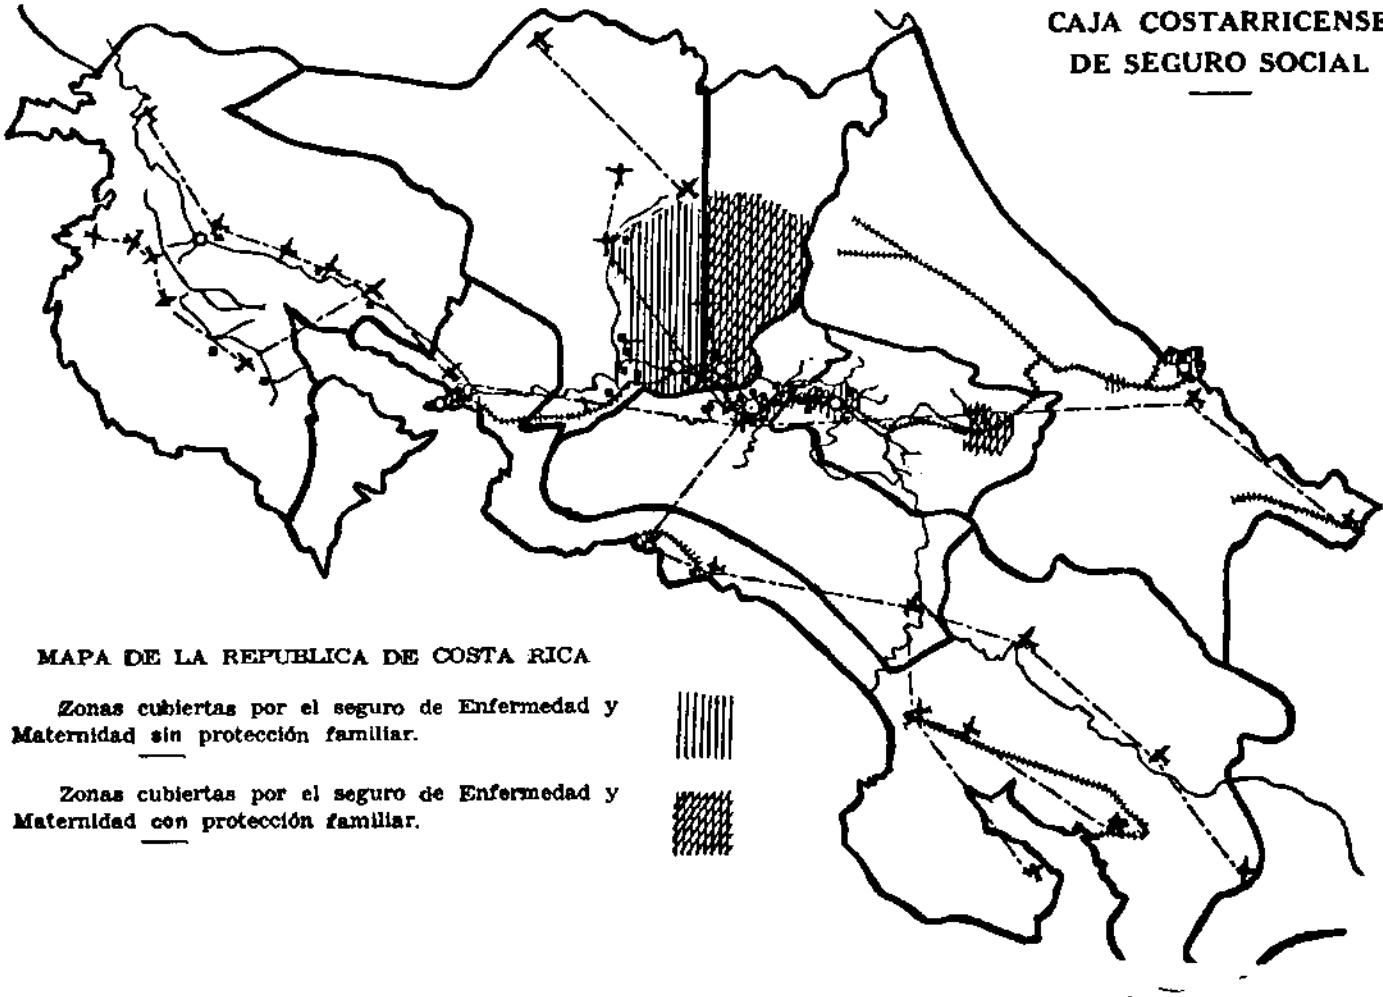 CAJA COSTARRICENSE
DE SEGURO SOCIAL
MAPA DE LA REPUBLICA DE COSTA RICA
Zonas cubiertas por el seguro de Enfermedad y
Maternidad sin protección familiar.
Zonas cubiertas por el seguro de Enfermedad y
Maternidad con protección familiar.